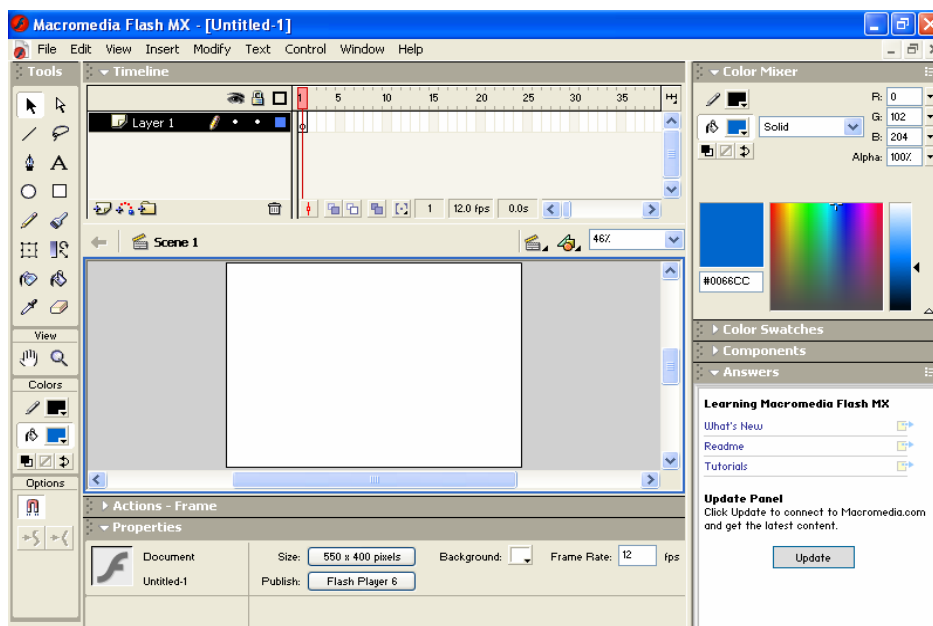 Macromedia Flash MX - [Untitled-1]
File Edit View Insert Modify Text Control Window Help
Tools
Timeline
1 5 10 15 20 25 30 35
Layer 1
1 12.0 fps 0.0s
Scene 1
46%
View
Colors
Options
Actions - Frame
Properties
Document
Untitled-1
Size: 550 x 400 pixels
Publish: Flash Player 6
Background:
Frame Rate: 12 fps
Color Mixer
R: 0
Solid
G: 102
B: 204
Alpha: 100%
#0066CC
Color Swatches
Components
Answers
Learning Macromedia Flash MX
What's New
Readme
Tutorials
Update Panel
Click Update to connect to Macromedia.com
and get the latest content.
Update